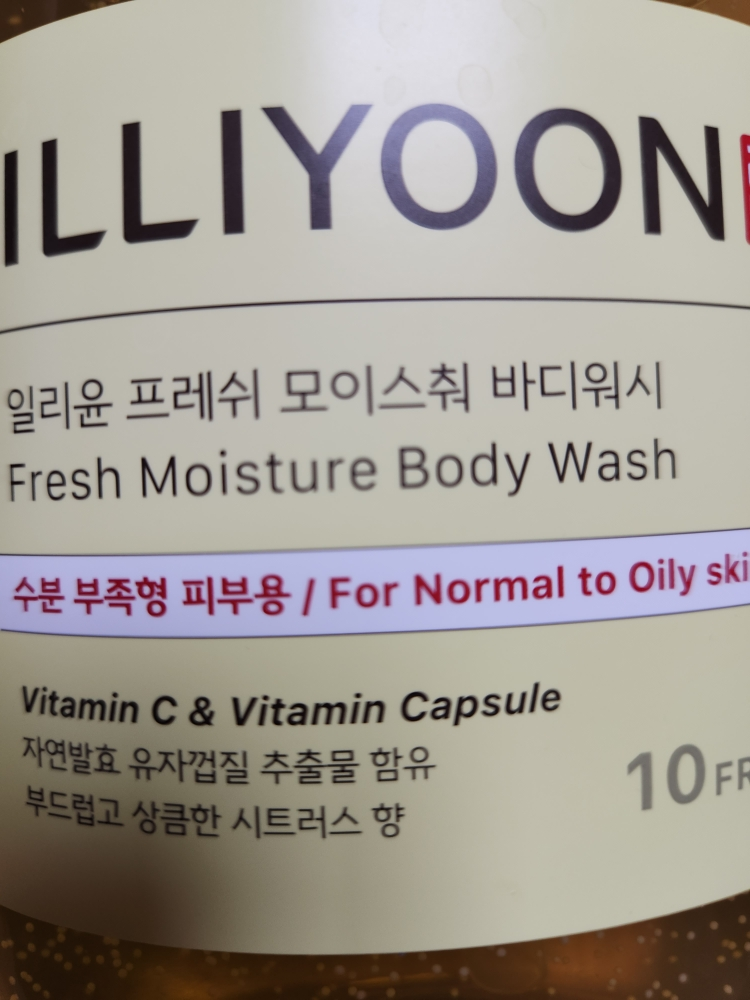 ILLIYOON
일리윤 프레쉬 모이스춰 바디워시
Fresh Moisture Body Wash
수분 부족형 피부용 / For Normal to Oily
Vitamin C & Vitamin Capsule
자연발효 유자껍질 추출물 함유
부드럽고 상큼한 시트러스 향
10